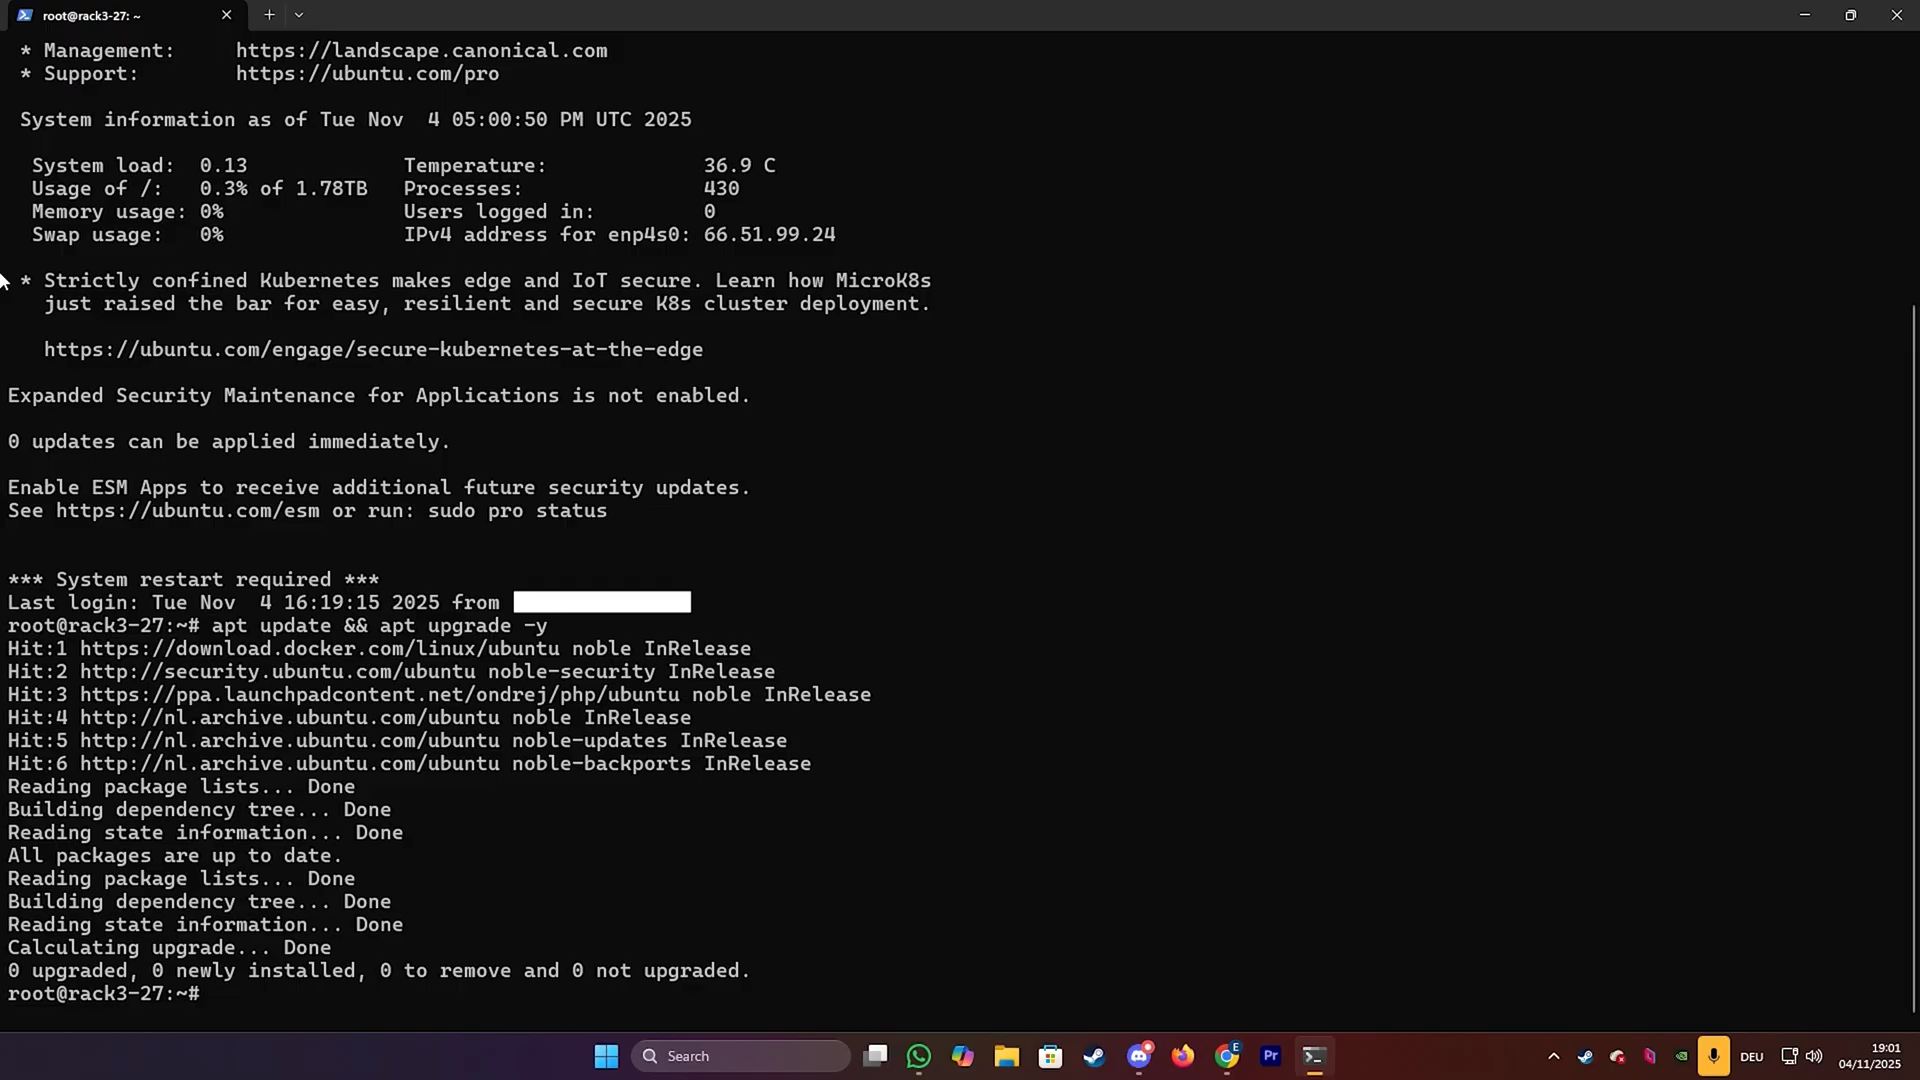 root@rack3-27: ~
* Management:     https://landscape.canonical.com
* Support:        https://ubuntu.com/pro
System information as of Tue Nov  4 05:00:50 PM UTC 2025
System load:  0.13             Temperature:             36.9 C
Usage of /:   0.3% of 1.78TB   Processes:               430
Memory usage: 0%               Users logged in:         0
Swap usage:   0%               IPv4 address for enp4s0: 66.51.99.24
* Strictly confined Kubernetes makes edge and IoT secure. Learn how MicroK8s
just raised the bar for easy, resilient and secure K8s cluster deployment.
https://ubuntu.com/engage/secure-kubernetes-at-the-edge
Expanded Security Maintenance for Applications is not enabled.
0 updates can be applied immediately.
Enable ESM Apps to receive additional future security updates.
See https://ubuntu.com/esm or run: sudo pro status
*** System restart required ***
Last login: Tue Nov  4 16:19:15 2025 from
root@rack3-27:~# apt update && apt upgrade -y
Hit:1 https://download.docker.com/linux/ubuntu noble InRelease
Hit:2 http://security.ubuntu.com/ubuntu noble-security InRelease
Hit:3 https://ppa.launchpadcontent.net/ondrej/php/ubuntu noble InRelease
Hit:4 http://nl.archive.ubuntu.com/ubuntu noble InRelease
Hit:5 http://nl.archive.ubuntu.com/ubuntu noble-updates InRelease
Hit:6 http://nl.archive.ubuntu.com/ubuntu noble-backports InRelease
Reading package lists... Done
Building dependency tree... Done
Reading state information... Done
All packages are up to date.
Reading package lists... Done
Building dependency tree... Done
Reading state information... Done
Calculating upgrade... Done
0 upgraded, 0 newly installed, 0 to remove and 0 not upgraded.
root@rack3-27:~#
Search
E
Pr
DEU
19:01
04/11/2025